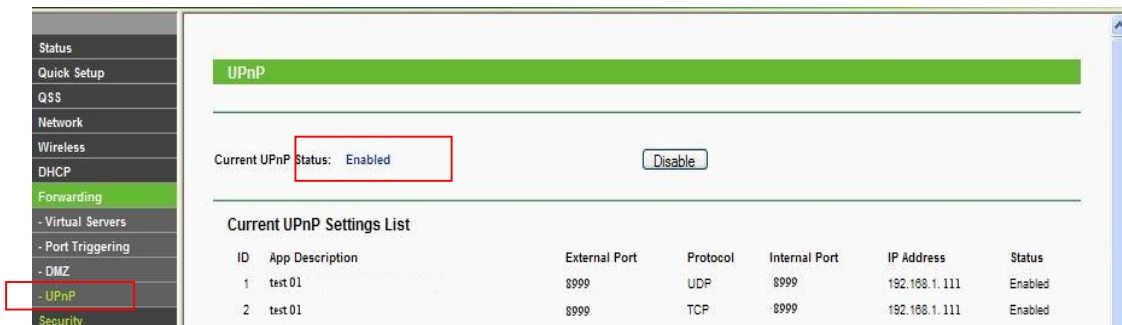 Status
Quick Setup
QSS
Network
Wireless
DHCP
Forwarding
- Virtual Servers
- Port Triggering
- DMZ
- UPnP
Security
UPnP
Current UPnP Status: Enabled Disable
Current UPnP Settings List
ID App Description External Port Protocol Internal Port IP Address Status
1 test 01 8999 UDP 8999 192.168.1.111 Enabled
2 test 01 8999 TCP 8999 192.168.1.111 Enabled